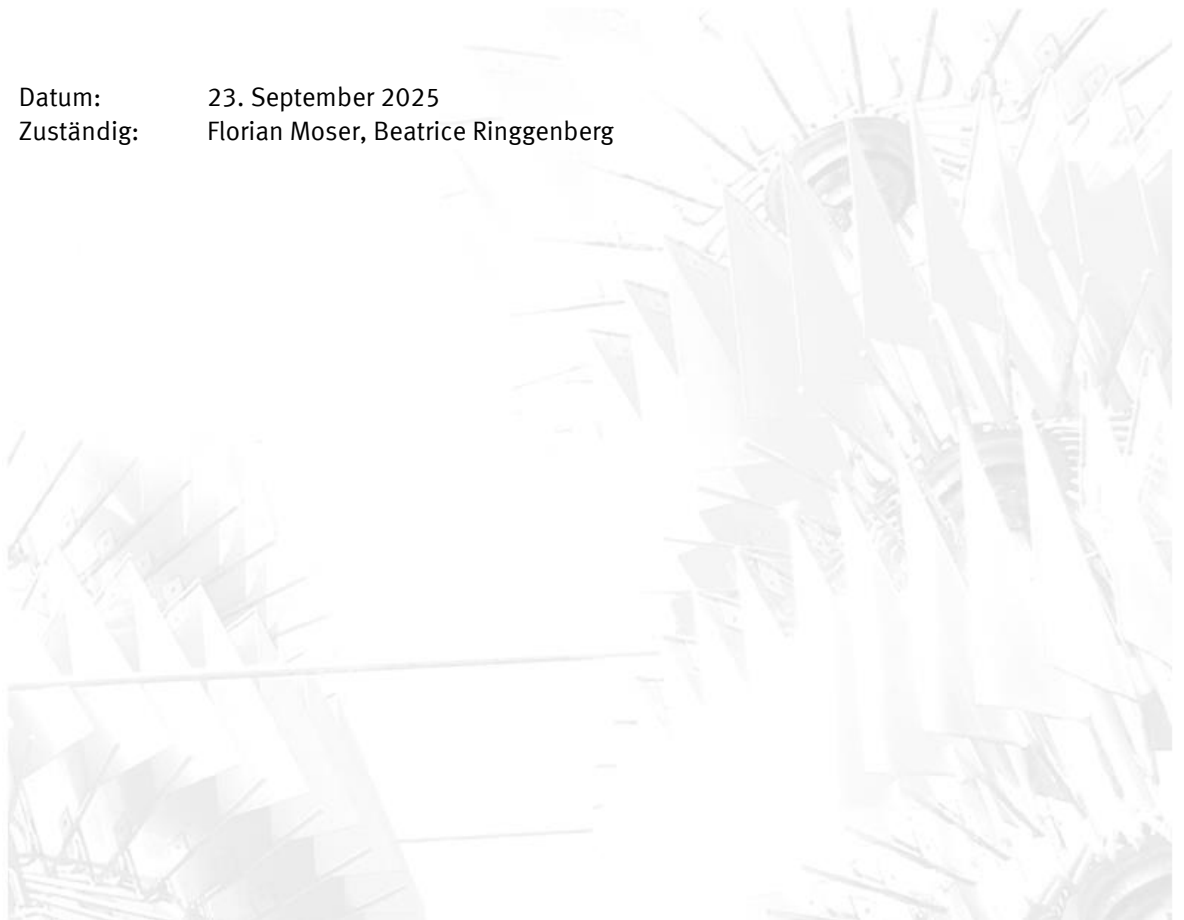 Datum: 23. September 2025
Zuständig: Florian Moser, Beatrice Ringgenberg